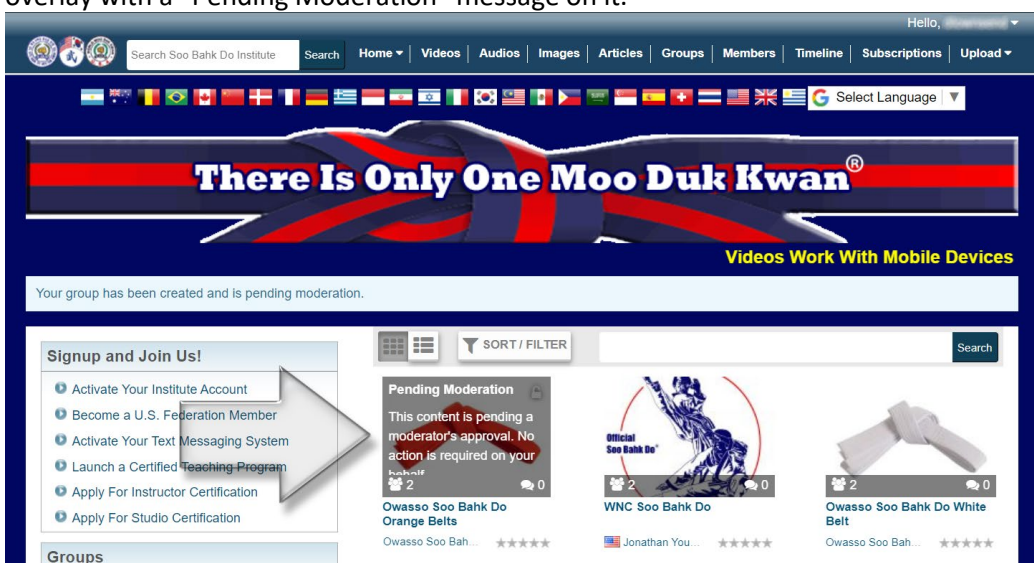 overlay with a "Pending Moderation" message on it.
Hello,
Search Soo Bahk Do Institute
Search
Home
Videos
Audios
Images
Articles
Groups
Members
Timeline
Subscriptions
Upload
G Select Language
There Is Only One Moo Duk Kwan®
Videos Work With Mobile Devices
Your group has been created and is pending moderation.
Signup and Join Us!
Activate Your Institute Account
Become a U.S. Federation Member
Activate Your Text Messaging System
Launch a Certified Teaching Program
Apply For Instructor Certification
Apply For Studio Certification
Groups
SORT / FILTER
Search
Pending Moderation
This content is pending a
moderator's approval. No
action is required on your
behalf
2
0
Owasso Soo Bahk Do
Orange Belts
Owasso Soo Bah...
Official
Soo Bahk Do®
2
0
WNC Soo Bahk Do
Jonathan You...
2
0
Owasso Soo Bahk Do White
Belt
Owasso Soo Bah...